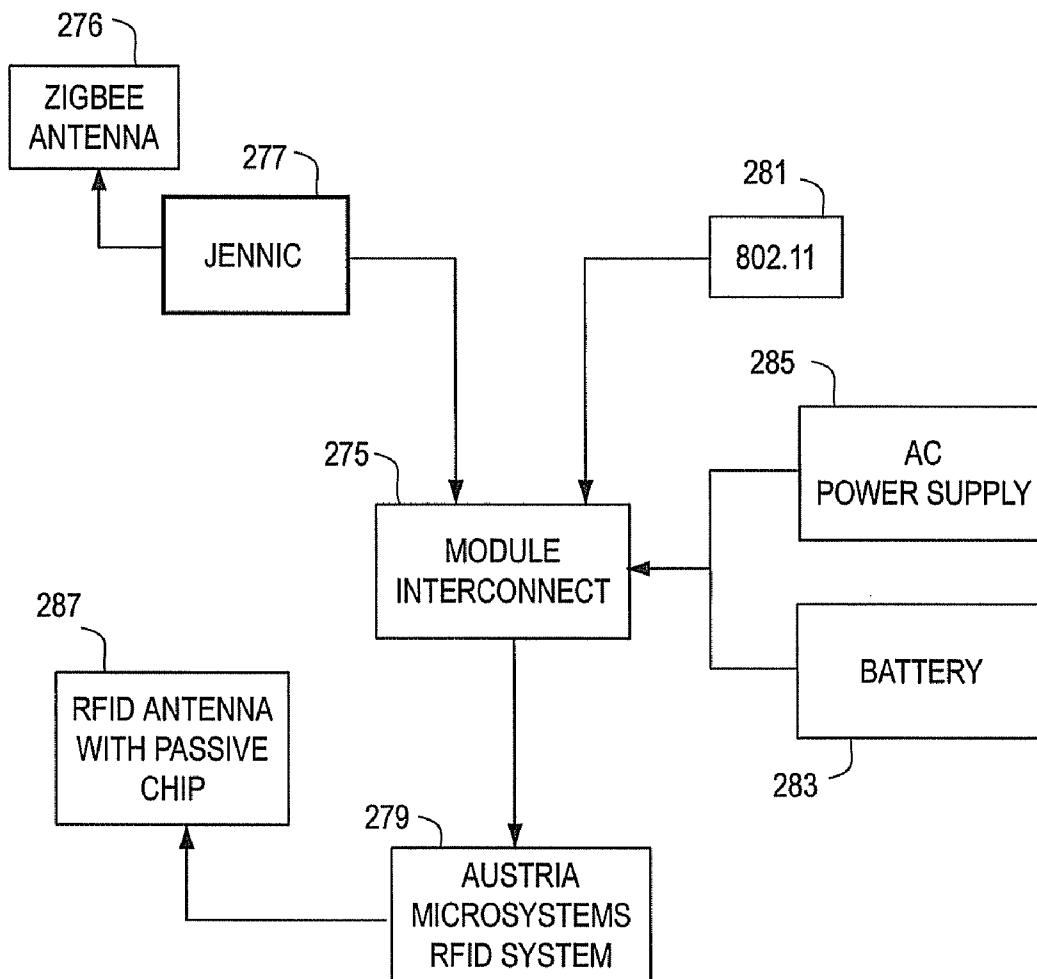 276
ZIGBEE
ANTENNA
277
JENNIC
281
802.11
285
AC
POWER SUPPLY
275
MODULE
INTERCONNECT
287
RFID ANTENNA
WITH PASSIVE
CHIP
BATTERY
283
279
AUSTRIA
MICROSYSTEMS
RFID SYSTEM